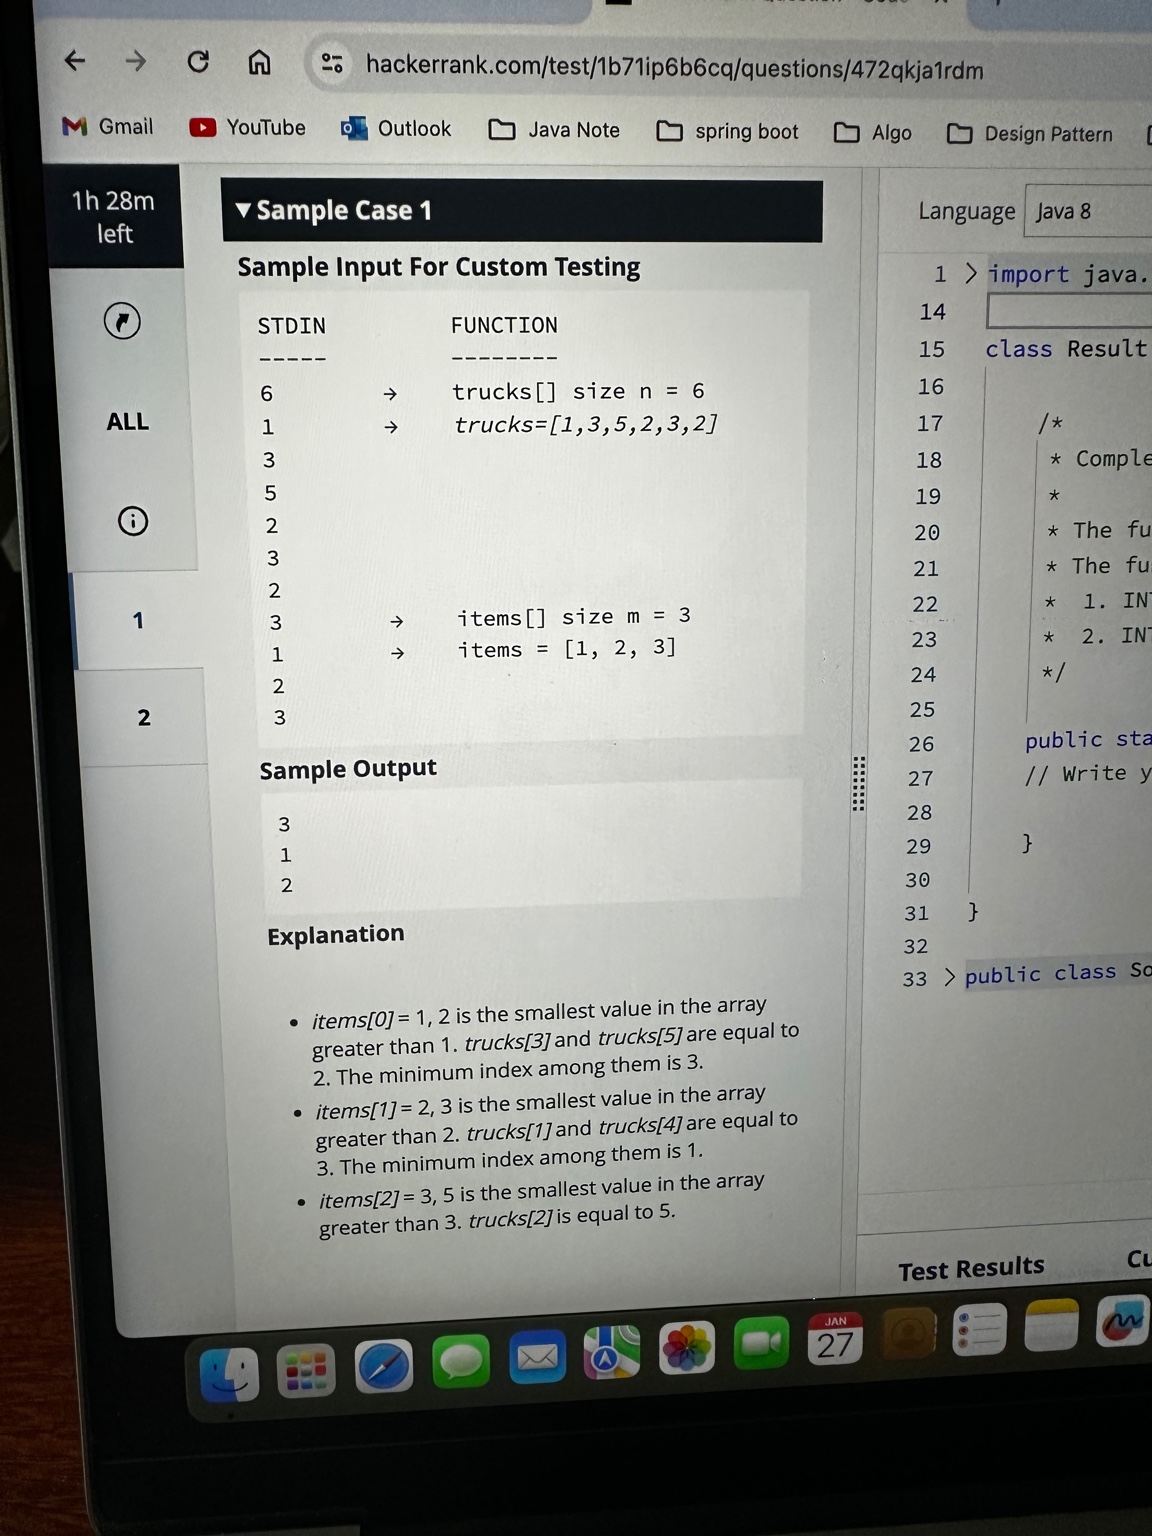 hackerrank.com/test/1b71ip6b6cq/questions/472qkja1rdm
Gmail YouTube Outlook Java Note spring boot Algo Design Pattern
1h 28m
left
ALL
1
2
▼ Sample Case 1
Sample Input For Custom Testing
STDIN FUNCTION
----- --------
6 → trucks[] size n = 6
1 → trucks=[1,3,5,2,3,2]
3
5
2
3
2
3 → items[] size m = 3
1 → items = [1, 2, 3]
2
3
Sample Output
3
1
2
Explanation
• items[0] = 1, 2 is the smallest value in the array
greater than 1. trucks[3] and trucks[5] are equal to
2. The minimum index among them is 3.
• items[1] = 2, 3 is the smallest value in the array
greater than 2. trucks[1] and trucks[4] are equal to
3. The minimum index among them is 1.
• items[2] = 3, 5 is the smallest value in the array
greater than 3. trucks[2] is equal to 5.
Language Java 8
1 > import java.
14
15 class Result
16
17 /*
18 * Comple
19 *
20 * The fu
21 * The fu
22 * 1. INT
23 * 2. INT
24 */
25
26 public sta
27 // Write y
28
29 }
30
31 }
32
33 > public class So
Test Results Cu
JAN
27